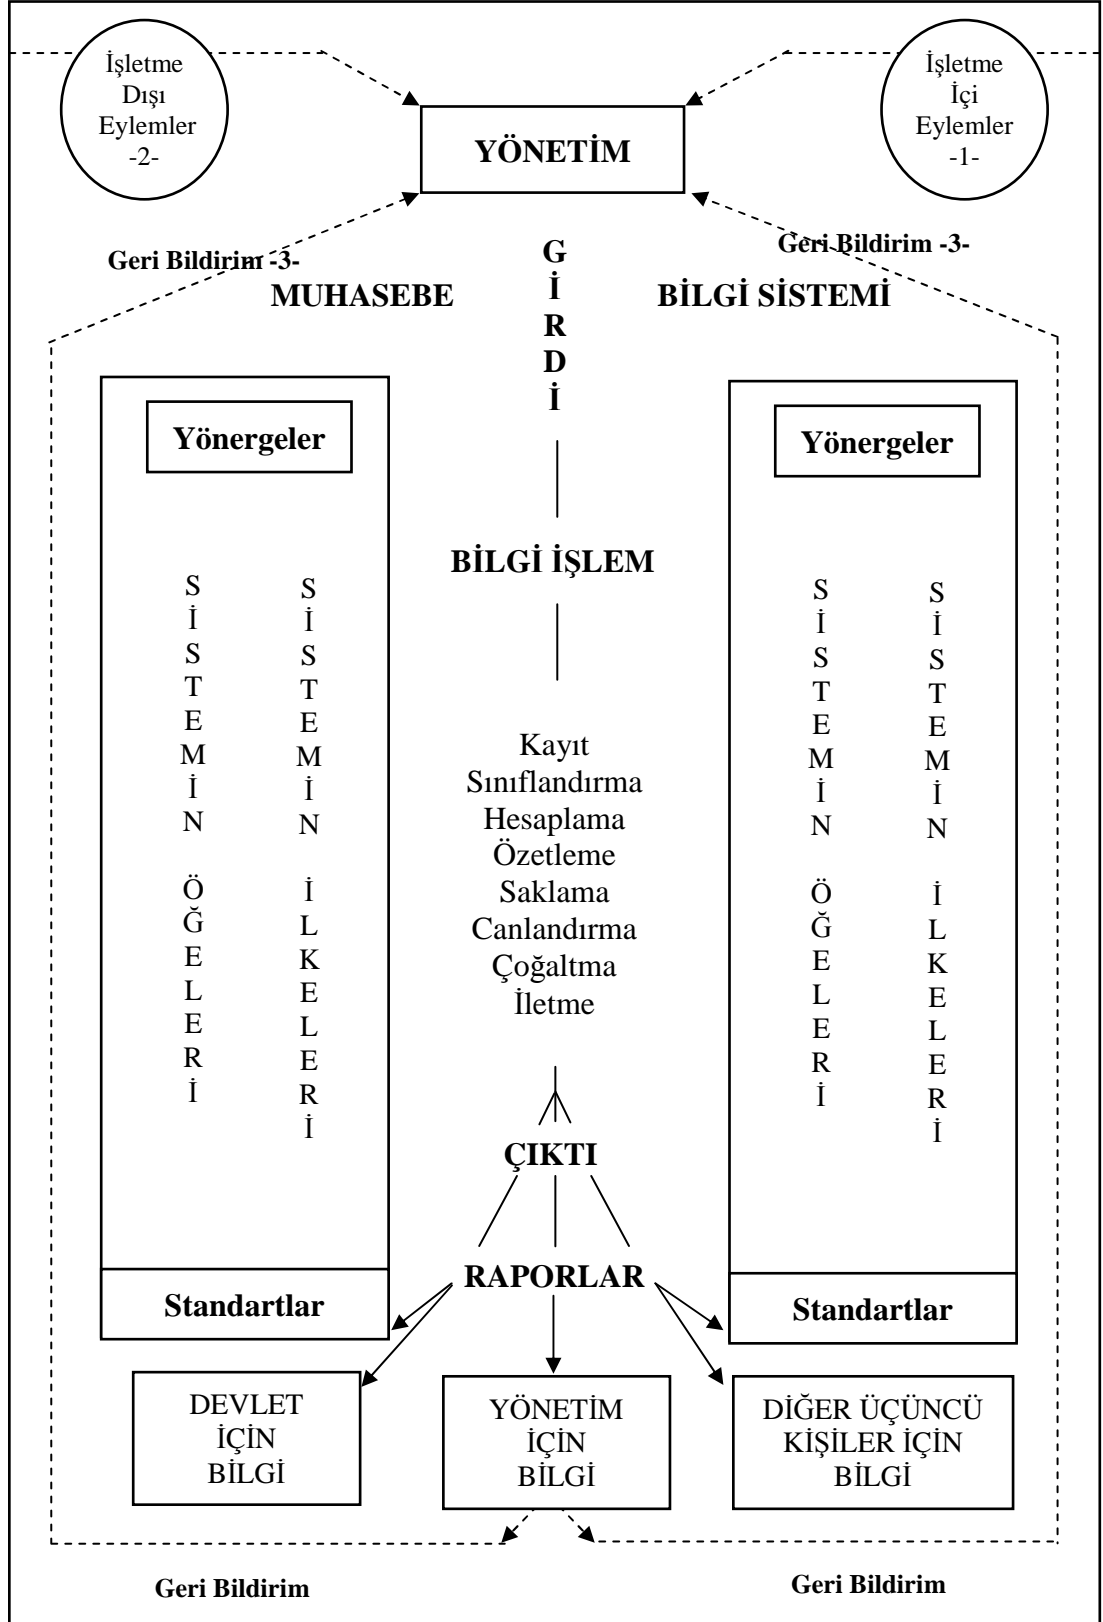 İşletme
Dışı
Eylemler
-2-
İşletme
İçi
Eylemler
-1-
YÖNETİM
Geri Bildirim -3-
Geri Bildirim -3-
MUHASEBE
GİRDİ
BİLGİ SİSTEMİ
Yönergeler
SİSTEMİN ÖĞELERİ
SİSTEMİN İLKELERİ
Standartlar
BİLGİ İŞLEM
Kayıt
Sınıflandırma
Hesaplama
Özetleme
Saklama
Canlandırma
Çoğaltma
İletme
ÇIKTI
RAPORLAR
Yönergeler
SİSTEMİN ÖĞELERİ
SİSTEMİN İLKELERİ
Standartlar
DEVLET
İÇİN
BİLGİ
YÖNETİM
İÇİN
BİLGİ
DİĞER ÜÇÜNCÜ
KİŞİLER İÇİN
BİLGİ
Geri Bildirim
Geri Bildirim